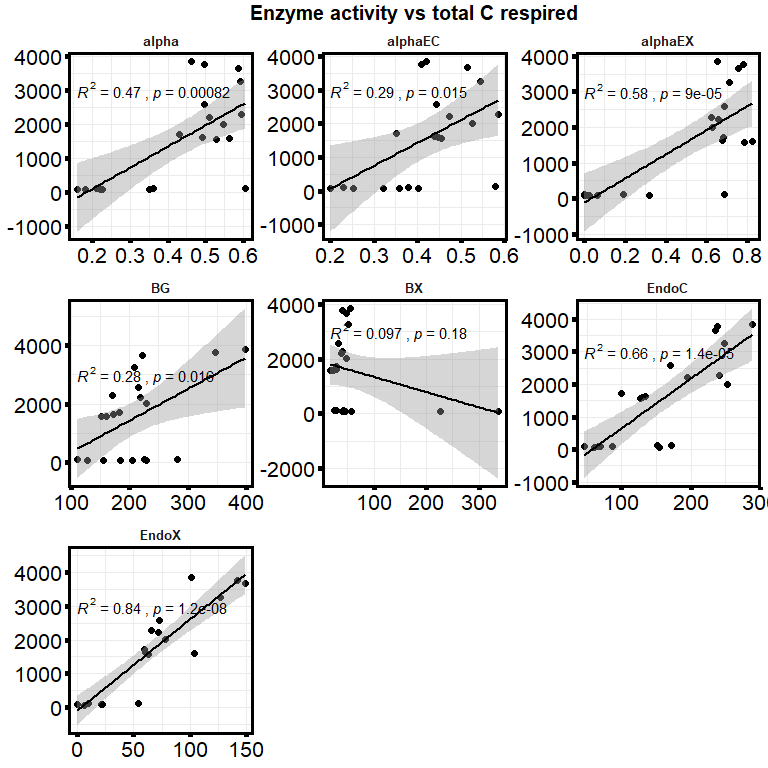 Enzyme activity vs total C respired
alpha
4000
3000
2000
1000
0
-1000
R2 = 0.47 , p = 0.00082
0.2 0.3 0.4 0.5 0.6
alphaEC
4000
3000
2000
1000
0
-1000
R2 = 0.29 , p = 0.015
0.2 0.3 0.4 0.5 0.6
alphaEX
4000
3000
2000
1000
0
-1000
R2 = 0.58 , p = 9e-05
0.0 0.2 0.4 0.6 0.8
BG
4000
2000
0
R2 = 0.28 , p = 0.016
100 200 300 400
BX
4000
2000
0
-2000
R2 = 0.097 , p = 0.18
100 200 300
EndoC
4000
3000
2000
1000
0
-1000
R2 = 0.66 , p = 1.4e-05
100 200 300
EndoX
4000
3000
2000
1000
0
R2 = 0.84 , p = 1.2e-08
0 50 100 150